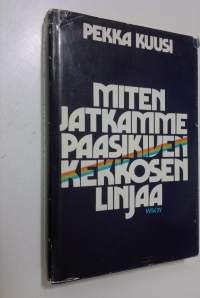 PEKKA KUUSI
MITEN
JATKAMME
PAASIKIVEN
KEKKOSEN
LINJAA
WSOY